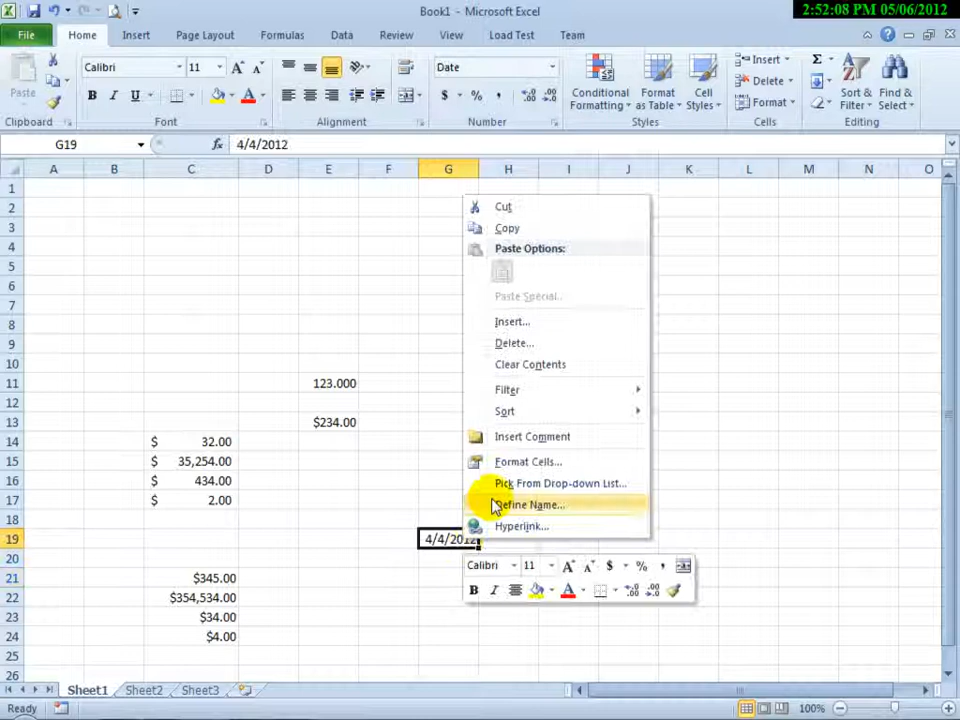 Book1 - Microsoft Excel
2:52:08 PM 05/06/2012
File Home Insert Page Layout Formulas Data Review View Load Test Team
Paste
Calibri 11
B I U
Date
$ % ,
Conditional Formatting
Format as Table
Cell Styles
Insert
Delete
Format
Σ
Sort & Filter
Find & Select
Clipboard Font Alignment Number Styles Cells Editing
G19 fx 4/4/2012
A B C D E F G H I J K L M N O
1
2
3
4
5
6
7
8
9
10
11 123.000
12
13 $234.00
14 $ 32.00
15 $ 35,254.00
16 $ 434.00
17 $ 2.00
18
19 4/4/2012
20
21 $345.00
22 $354,534.00
23 $34.00
24 $4.00
25
26
Cut
Copy
Paste Options:
Paste Special...
Insert...
Delete...
Clear Contents
Filter
Sort
Insert Comment
Format Cells...
Pick From Drop-down List...
Define Name...
Hyperlink...
Calibri 11 A A $ % ,
B I A
Sheet1 Sheet2 Sheet3
Ready 100%